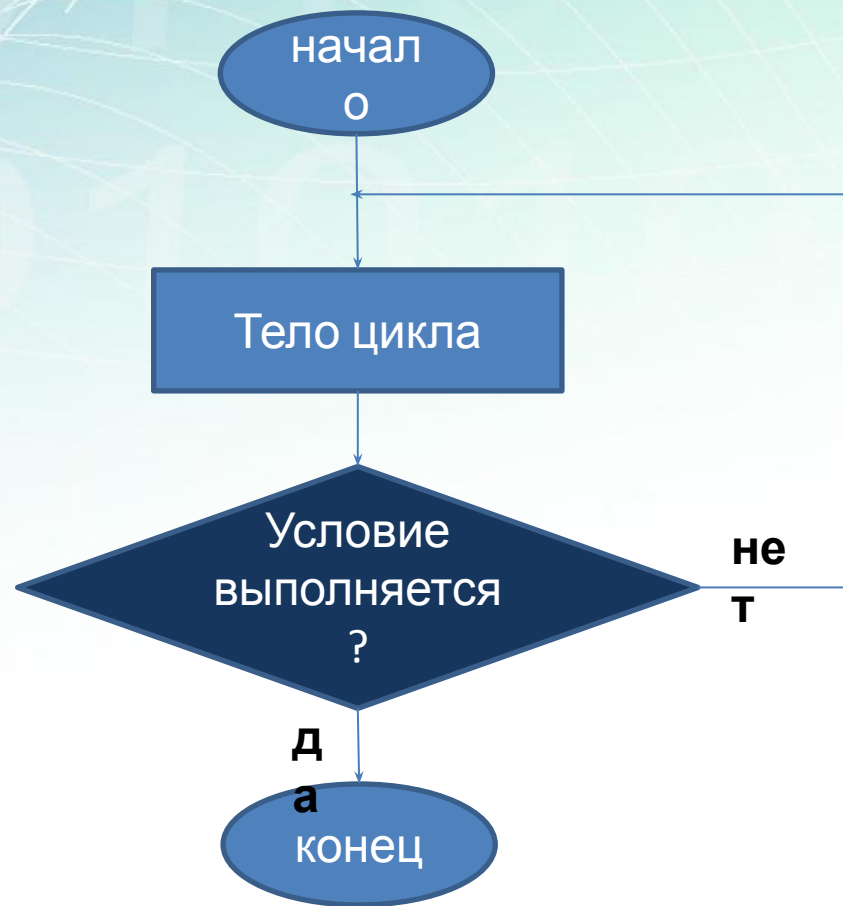 начал
о
Тело цикла
Условие
выполняется
?
не
т
д
а
конец